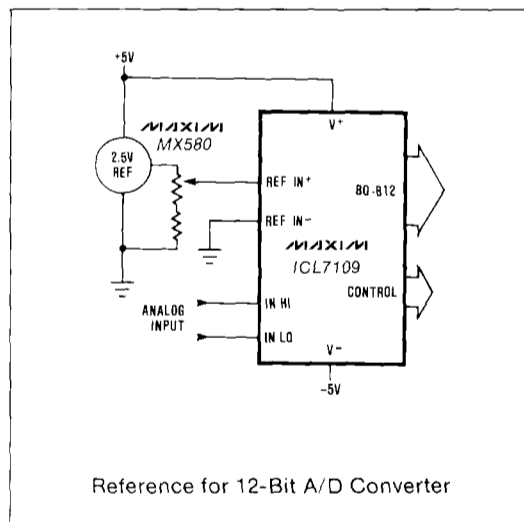 +5V
MAXIM
MX580
2.5V
REF
V+
REF IN+
BQ-B12
REF IN-
MAXIM
ICL7109
CONTROL
ANALOG
INPUT
IN HI
IN LO
V-
-5V
Reference for 12-Bit A/D Converter